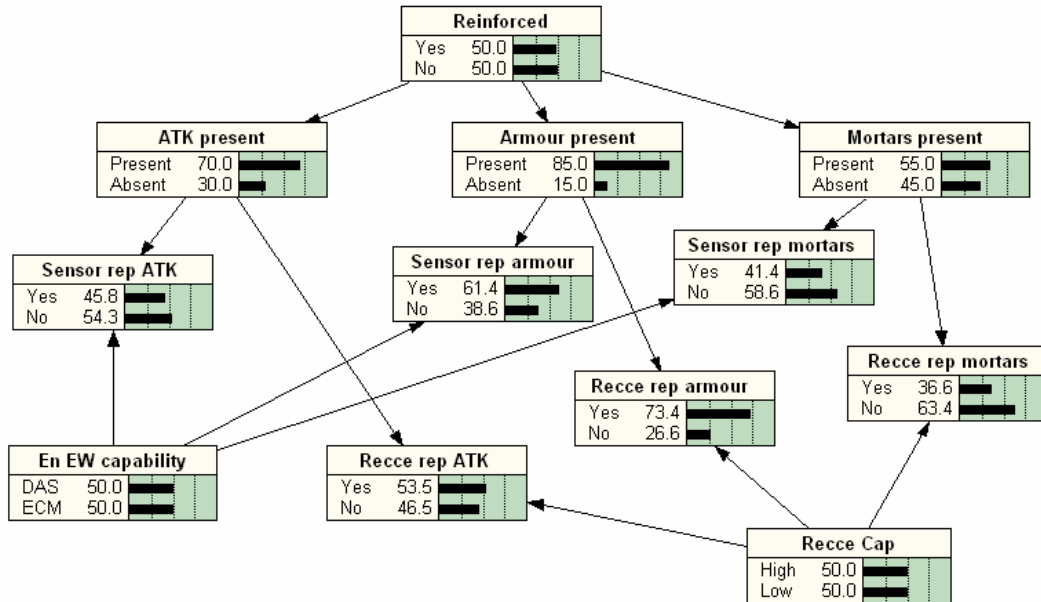 Reinforced
Yes 50.0
No 50.0
ATK present
Present 70.0
Absent 30.0
Armour present
Present 85.0
Absent 15.0
Mortars present
Present 55.0
Absent 45.0
Sensor rep ATK
Yes 45.8
No 54.3
Sensor rep armour
Yes 61.4
No 38.6
Sensor rep mortars
Yes 41.4
No 58.6
Recce rep armour
Yes 73.4
No 26.6
Recce rep mortars
Yes 36.6
No 63.4
En EW capability
DAS 50.0
ECM 50.0
Recce rep ATK
Yes 53.5
No 46.5
Recce Cap
High 50.0
Low 50.0